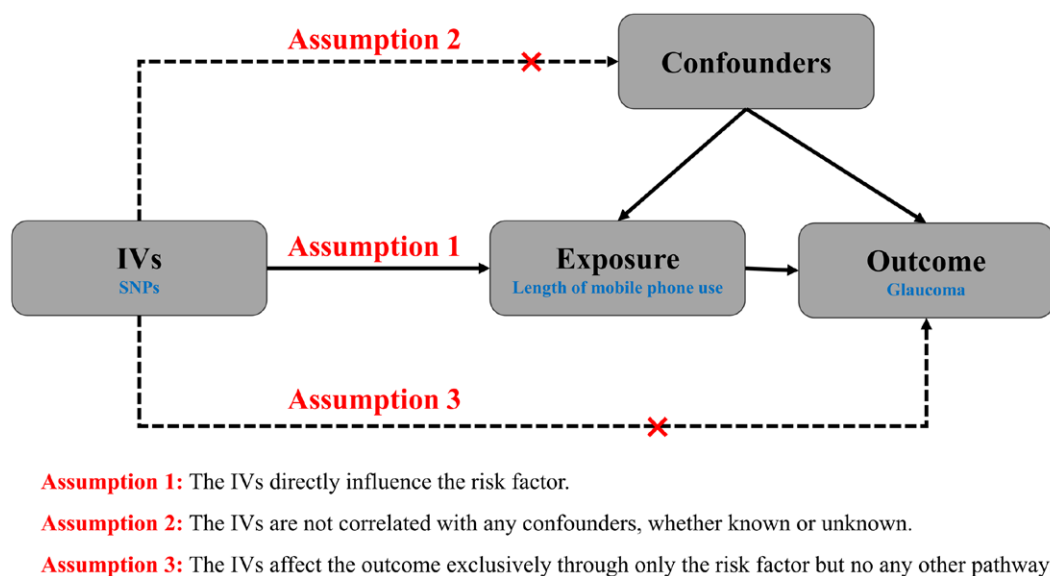 Assumption 2
Confounders
IVs
SNPs
Assumption 1
Exposure
Length of mobile phone use
Outcome
Glaucoma
Assumption 3
Assumption 1: The IVs directly influence the risk factor.
Assumption 2: The IVs are not correlated with any confounders, whether known or unknown.
Assumption 3: The IVs affect the outcome exclusively through only the risk factor but no any other pathway